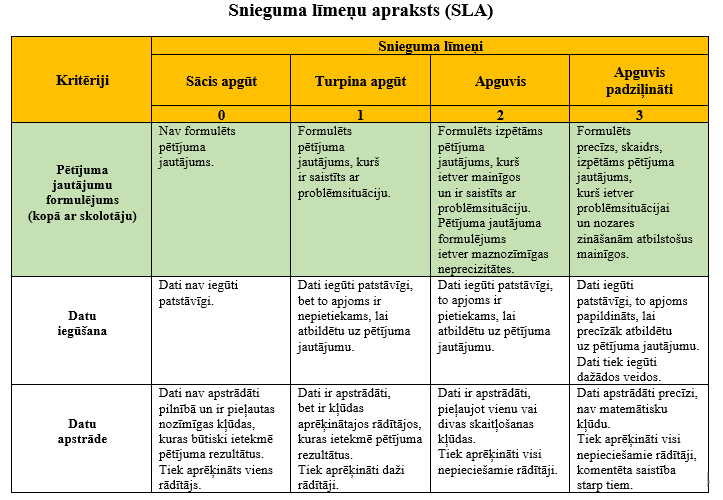 Snieguma līmeņu apraksts (SLA)
Kritēriji
Snieguma līmeņi
Sācis apgūt
Turpina apgūt
Apguvis
Apguvis
padziļināti
0
1
2
3
Pētījuma
jautājumu
formulējums
(kopā ar skolotāju)
Nav formulēts
pētījuma
jautājums.
Formulēts
pētījuma
jautājums, kurš
ir saistīts ar
problēmsituāciju.
Formulēts izpētāms
pētījuma
jautājums, kurš
ietver mainīgos
un ir saistīts ar
problēmsituāciju.
Pētījuma jautājuma
formulējums
ietver maznozīmīgas
neprecizitātes.
Formulēts
precīzs, skaidrs,
izpētāms pētījuma
jautājums,
kurš ietver
problēmsituācijai
un nozares
zināšanām atbilstošus
mainīgos.
Datu
iegūšana
Dati nav iegūti
patstāvīgi.
Dati iegūti patstāvīgi,
bet to apjoms ir
nepietiekams, lai
atbildētu uz pētījuma
jautājumu.
Dati iegūti patstāvīgi,
to apjoms ir
pietiekams, lai
atbildētu uz pētījuma
jautājumu.
Dati iegūti
patstāvīgi, to apjoms
papildināts, lai
precīzāk atbildētu
uz pētījuma jautājumu.
Dati tiek iegūti
dažādos veidos.
Datu
apstrāde
Dati nav apstrādāti
pilnībā un ir pieļautas
nozīmīgas kļūdas,
kuras būtiski ietekmē
pētījuma rezultātus.
Tiek aprēķināts viens
rādītājs.
Dati ir apstrādāti,
bet ir kļūdas
aprēķinātajos rādītājos,
kuras ietekmē pētījuma
rezultātus.
Tiek aprēķināti daži
rādītāji.
Dati ir apstrādāti,
pieļaujot vienu vai
divas skaitļošanas
kļūdas.
Tiek aprēķināti visi
nepieciešamie rādītāji.
Dati apstrādāti precīzi,
nav matemātisku
kļūdu.
Tiek aprēķināti visi
nepieciešamie rādītāji,
komentēta saistība
starp tiem.